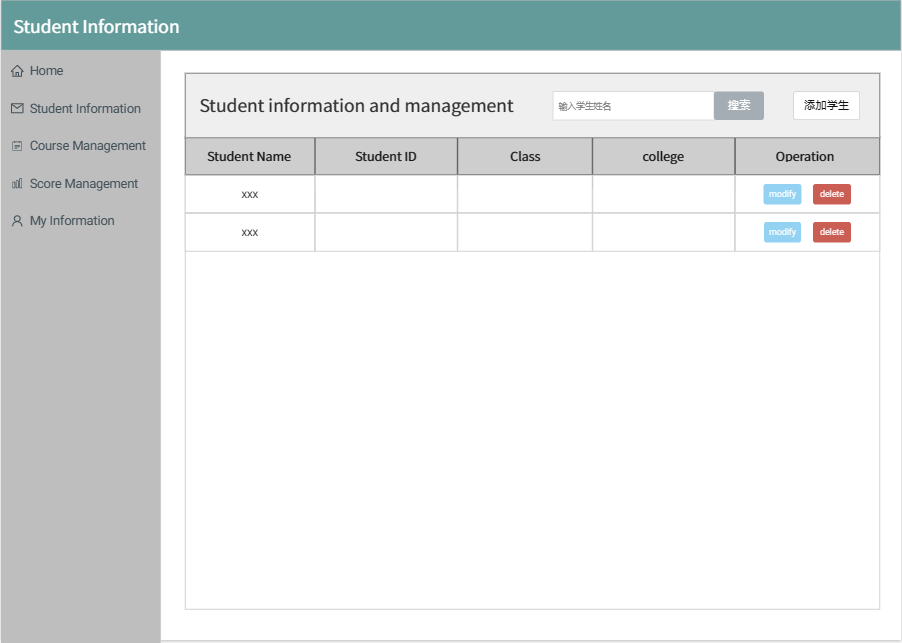 Student Information
Home
Student Information
Course Management
Score Management
My Information
Student information and management
输入学生姓名
搜索
添加学生
Student Name Student ID Class college Operation
xxx modify delete
xxx modify delete